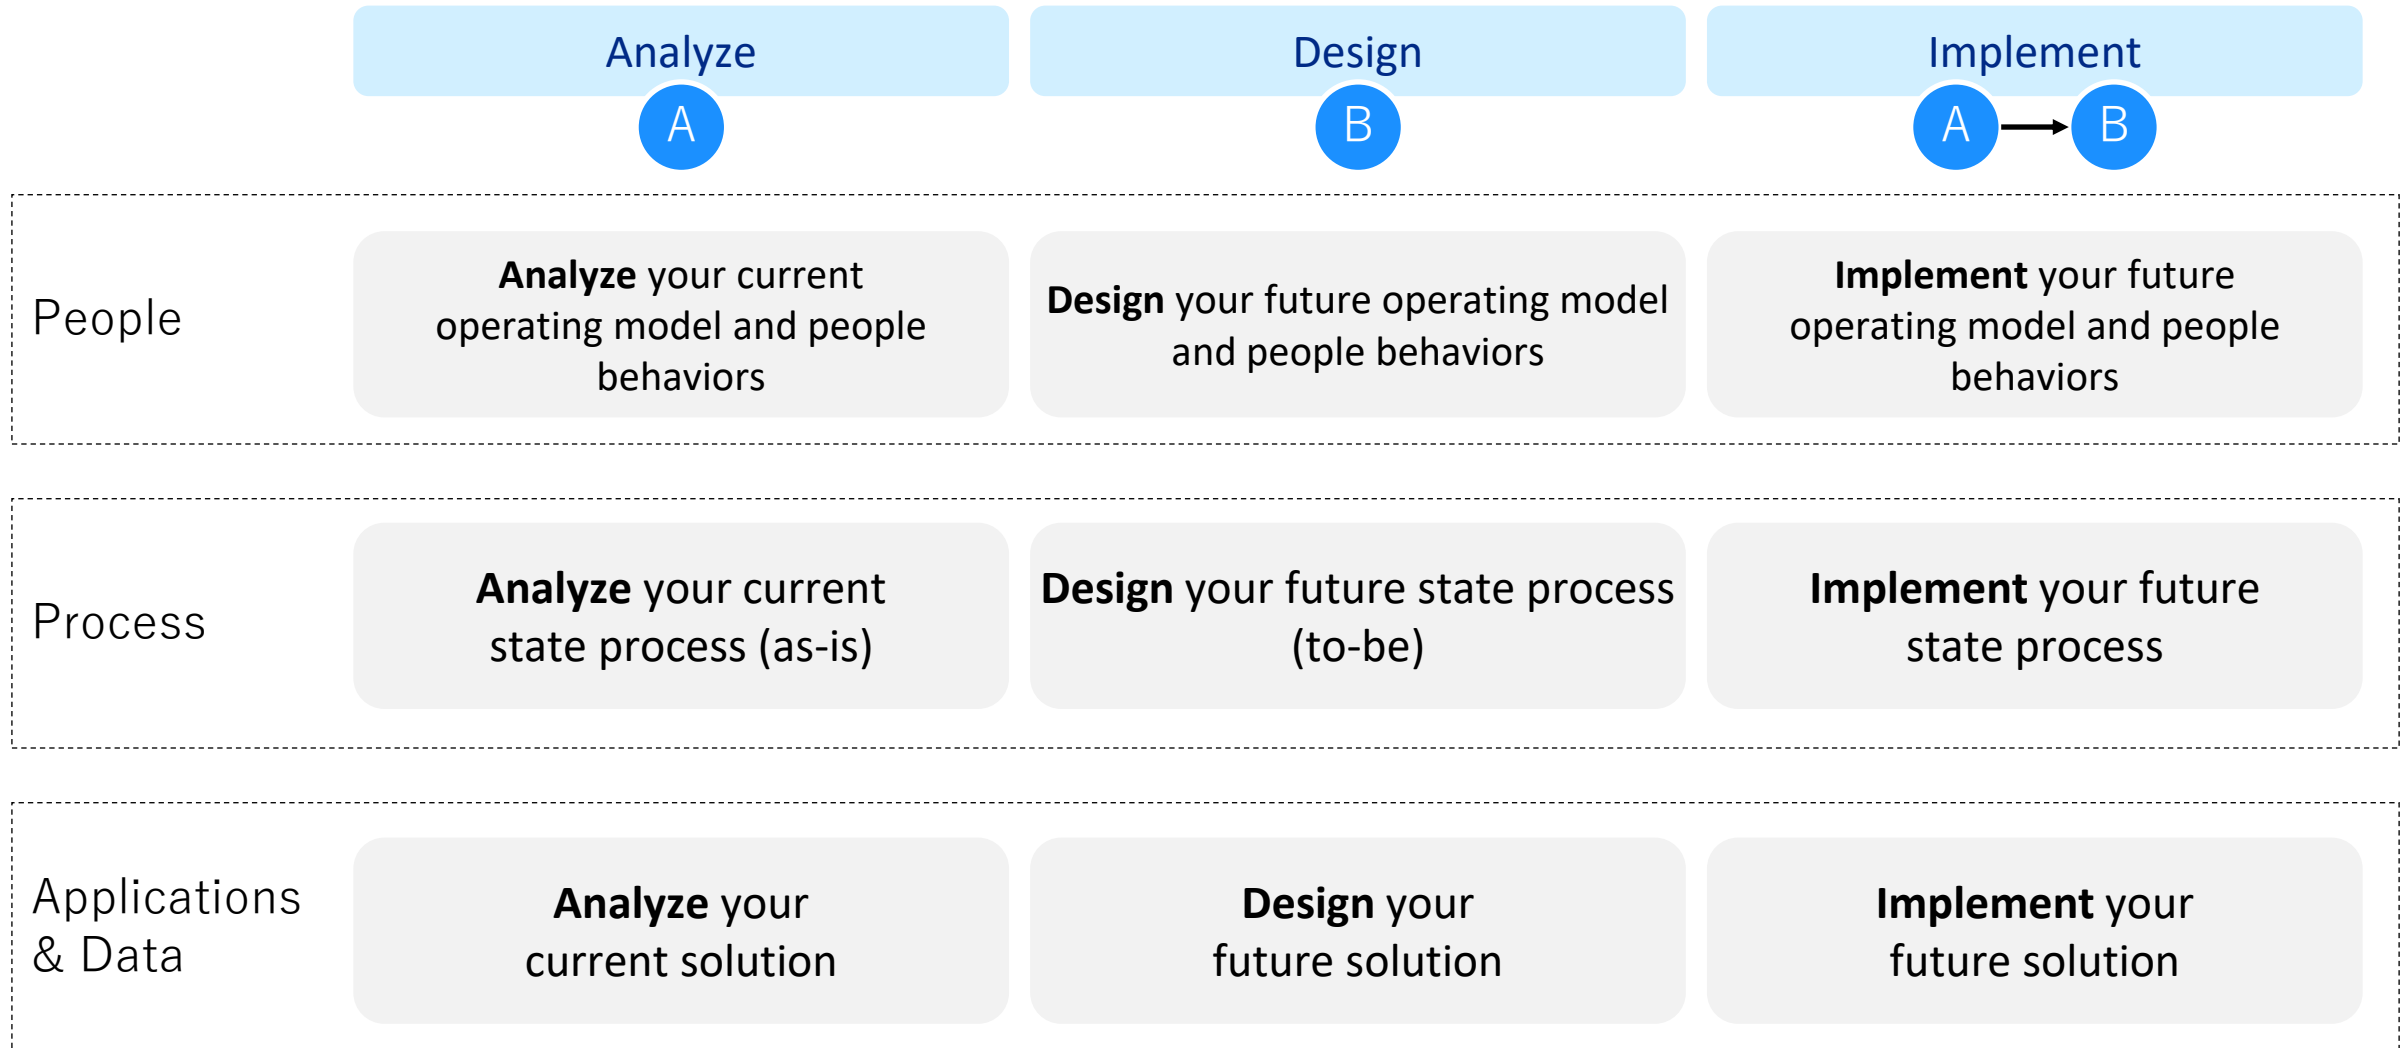 Analyze
Design
Implement
A
B
A
B
People
Analyze your current
operating model and people
behaviors
Design your future operating model
and people behaviors
Implement your future
operating model and people
behaviors
Process
Analyze your current
state process (as-is)
Design your future state process
(to-be)
Implement your future
state process
Applications
& Data
Analyze your
current solution
Design your
future solution
Implement your
future solution